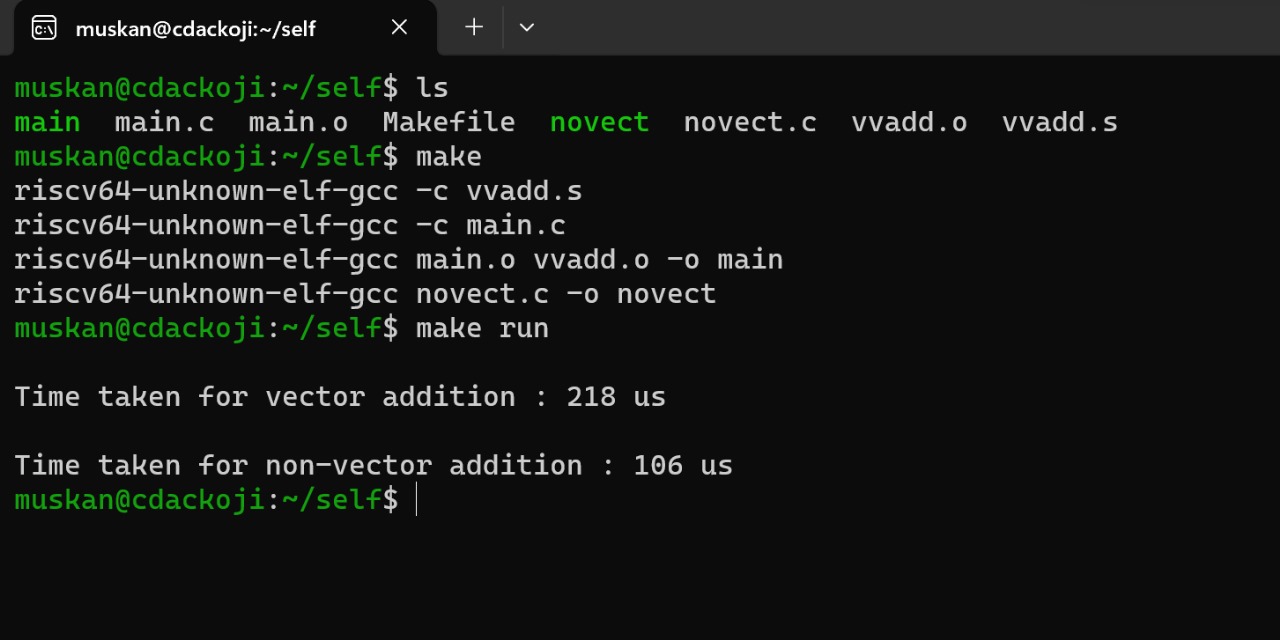 muskan@cdackoji:~/self
muskan@cdackoji:~/self$ ls
main  main.c  main.o  Makefile  novect  novect.c  vvadd.o  vvadd.s
muskan@cdackoji:~/self$ make
riscv64-unknown-elf-gcc -c vvadd.s
riscv64-unknown-elf-gcc -c main.c
riscv64-unknown-elf-gcc main.o vvadd.o -o main
riscv64-unknown-elf-gcc novect.c -o novect
muskan@cdackoji:~/self$ make run
Time taken for vector addition : 218 us
Time taken for non-vector addition : 106 us
muskan@cdackoji:~/self$